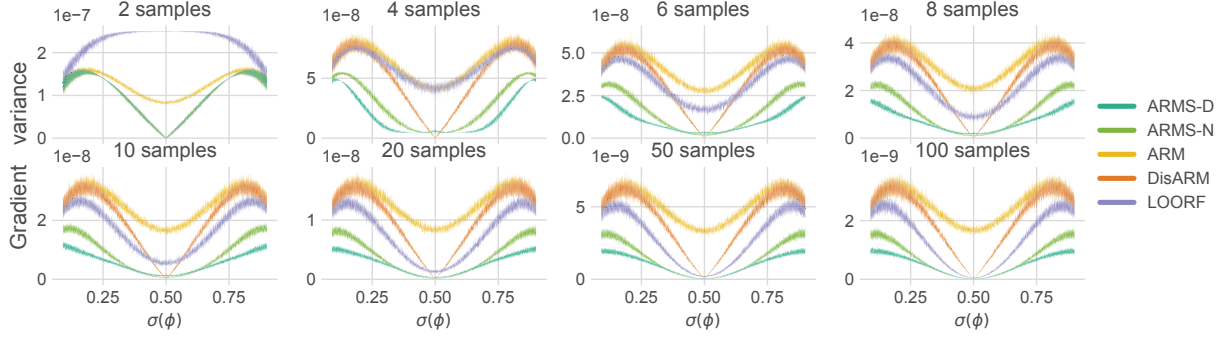 2 samples
4 samples
6 samples
8 samples
1e−7
1e−8
1e−8
1e−8
2
1
0
5
0
5.0
2.5
0.0
4
2
0
10 samples
20 samples
50 samples
100 samples
1e−8
1e−8
1e−9
1e−9
2
0
1
0
5
0
2
0
0.25 0.50 0.75
0.25 0.50 0.75
0.25 0.50 0.75
0.25 0.50 0.75
σ(ϕ)
σ(ϕ)
σ(ϕ)
σ(ϕ)
Gradient variance
ARMS-D
ARMS-N
ARM
DisARM
LOORF